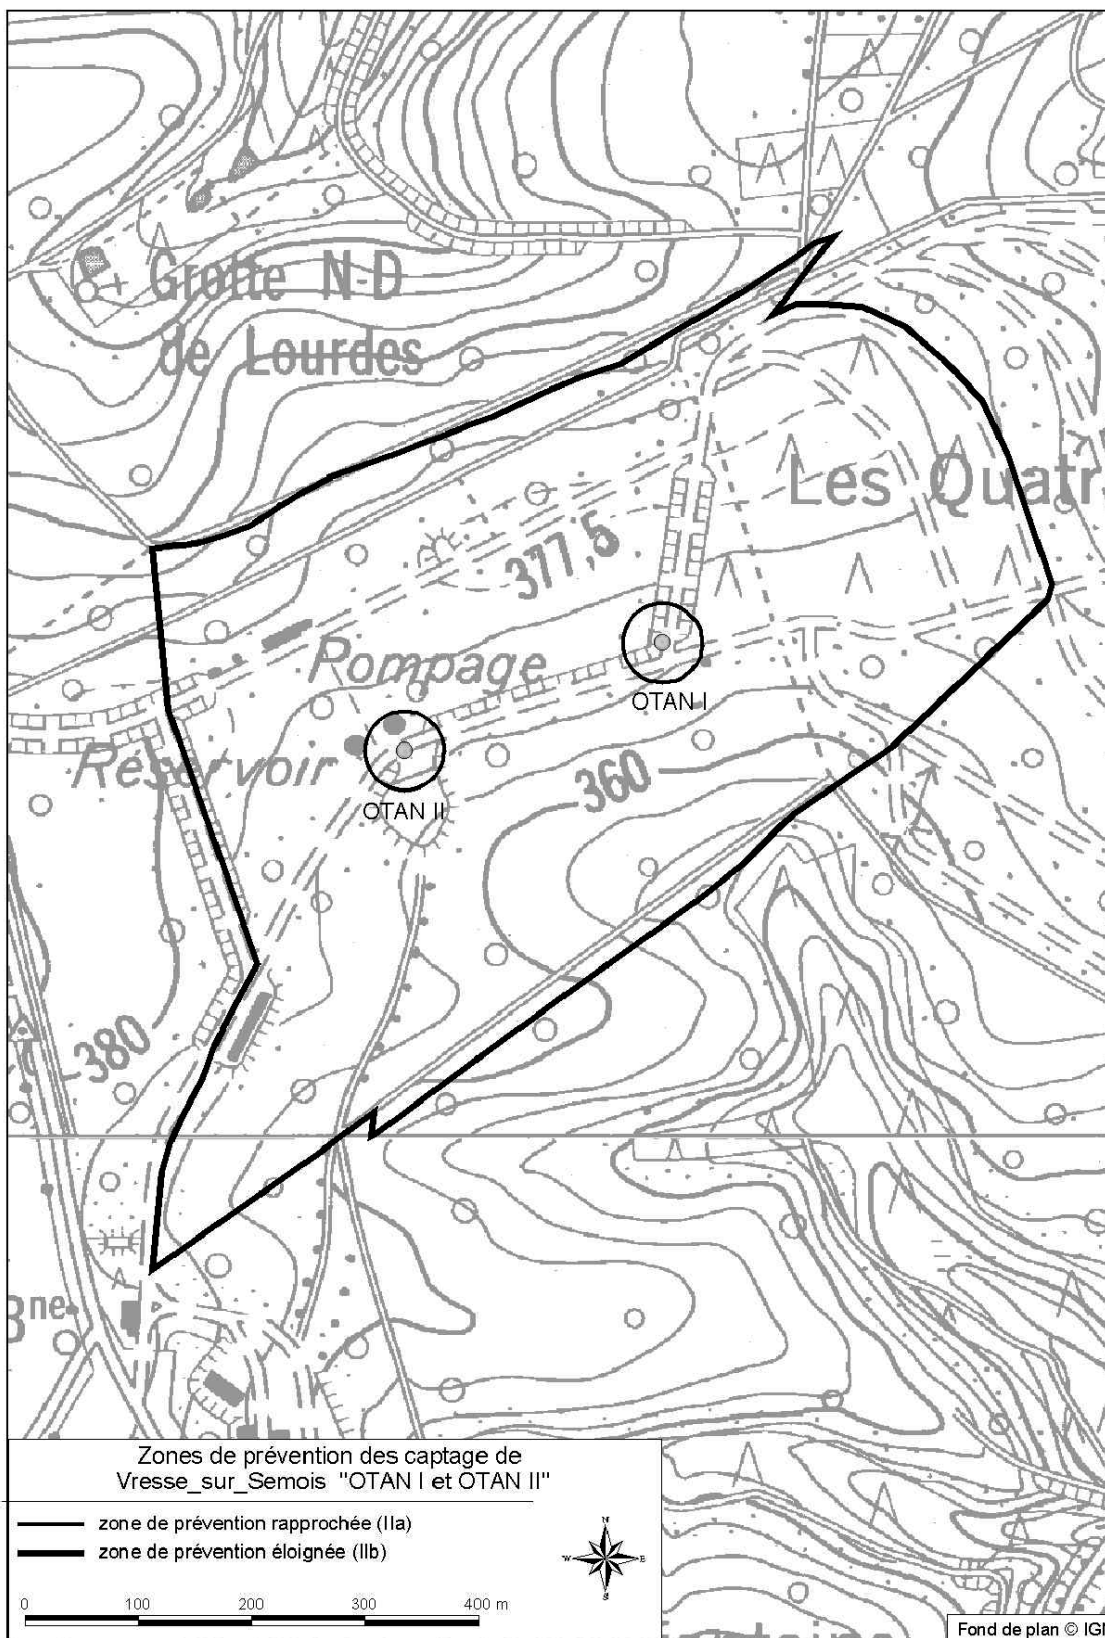 Grotte N-D
de Lourdes
Les Quatr
377,5
Pompage
OTAN I
Réservoir
360
OTAN II
380
Bne
Zones de prévention des captage de
Vresse_sur_Semois "OTAN I et OTAN II"
zone de prévention rapprochée (IIa)
zone de prévention éloignée (IIb)
N
W E
S
0 100 200 300 400 m
Fond de plan © IGN